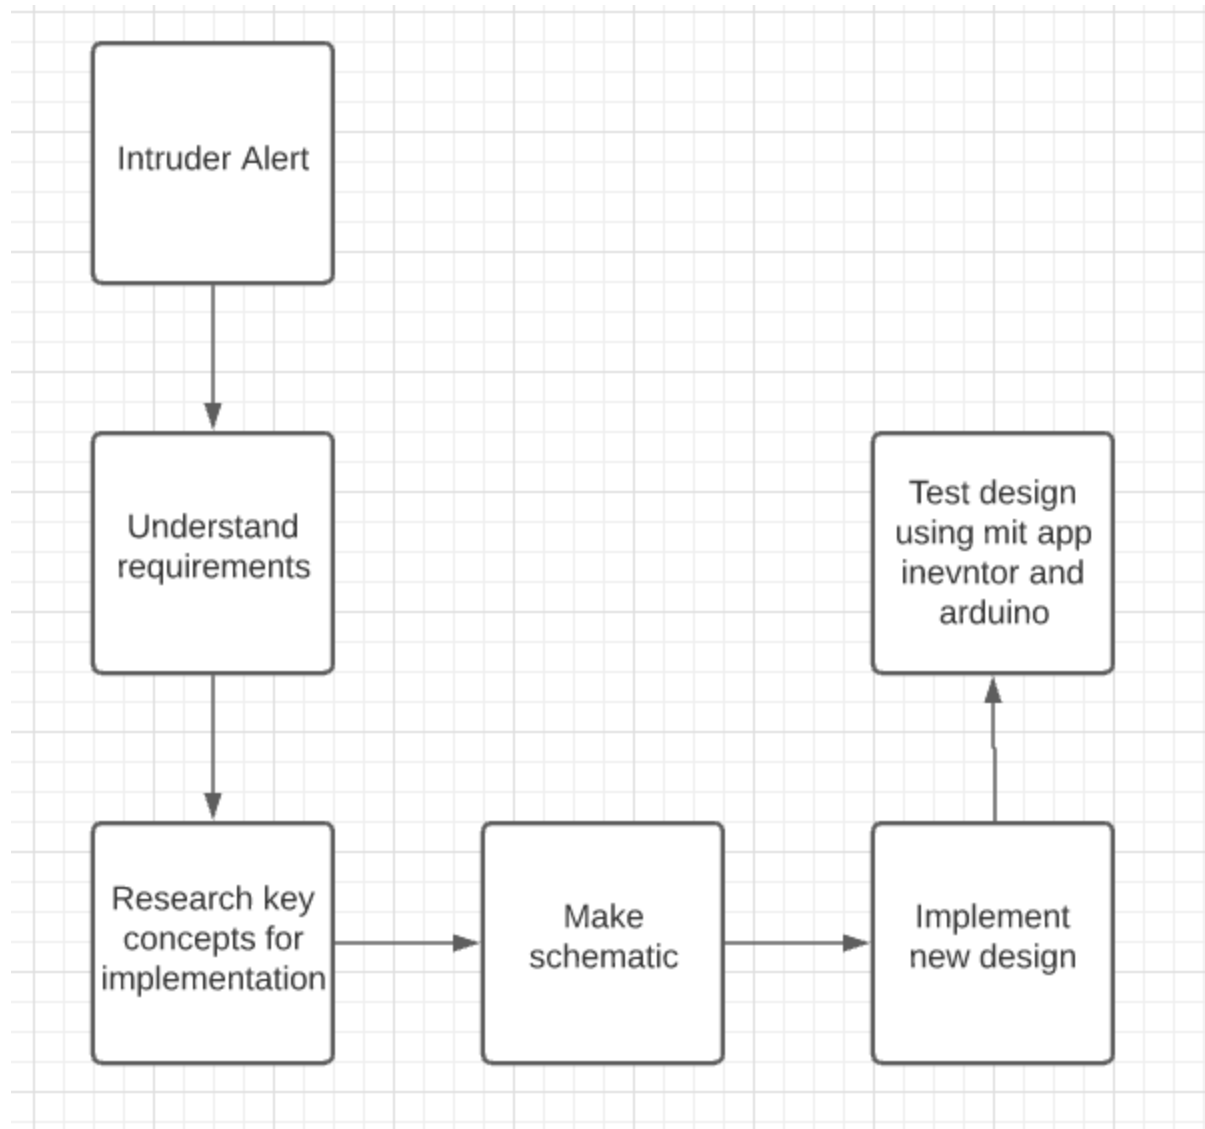 Intruder Alert
Understand
requirements
Research key
concepts for
implementation
Make
schematic
Implement
new design
Test design
using mit app
inevntor and
arduino